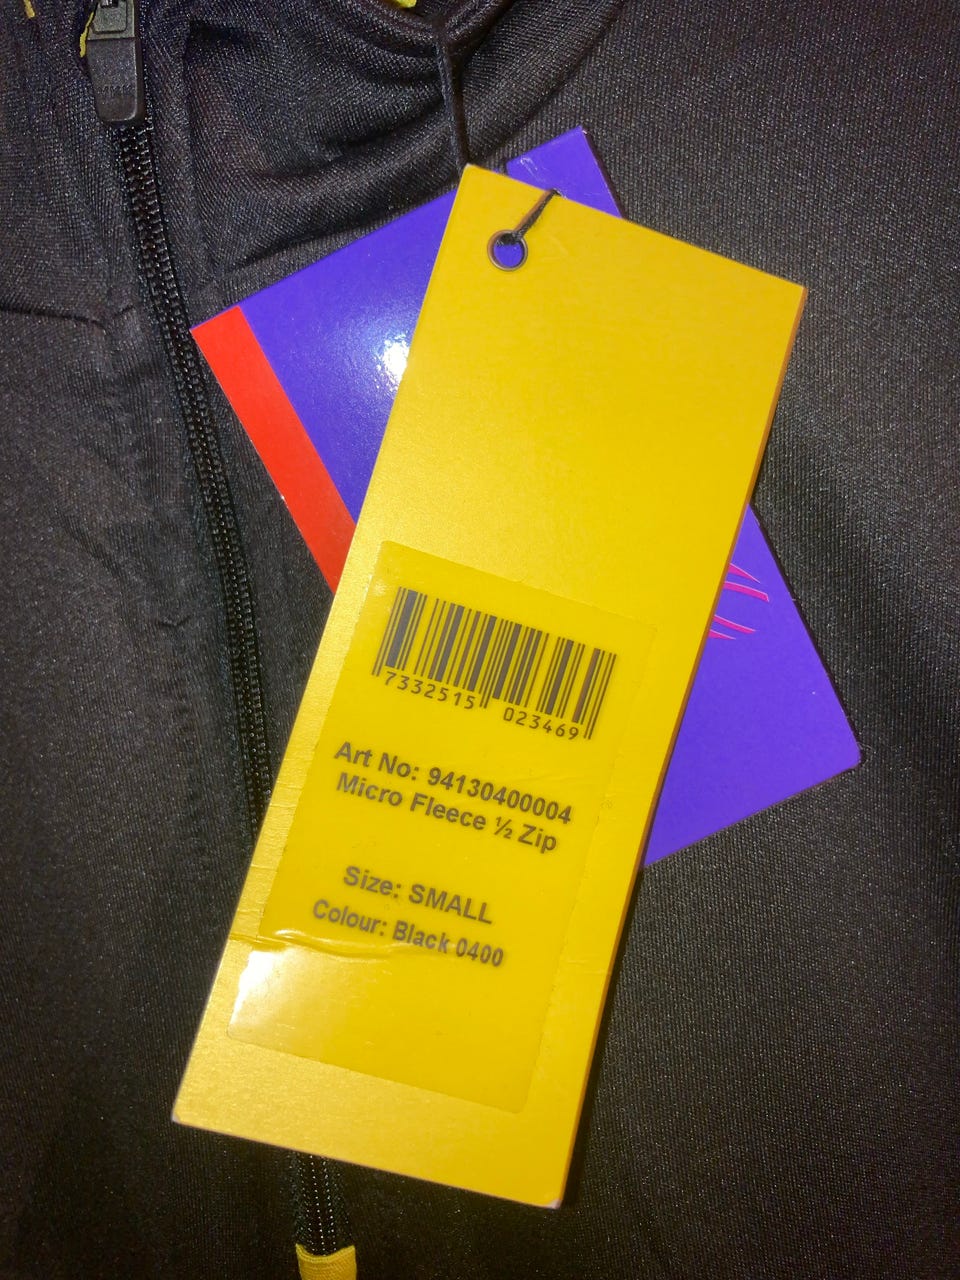 7332515 023469
Art No: 94130400004
Micro Fleece ½ Zip
Size: SMALL
Colour: Black 0400